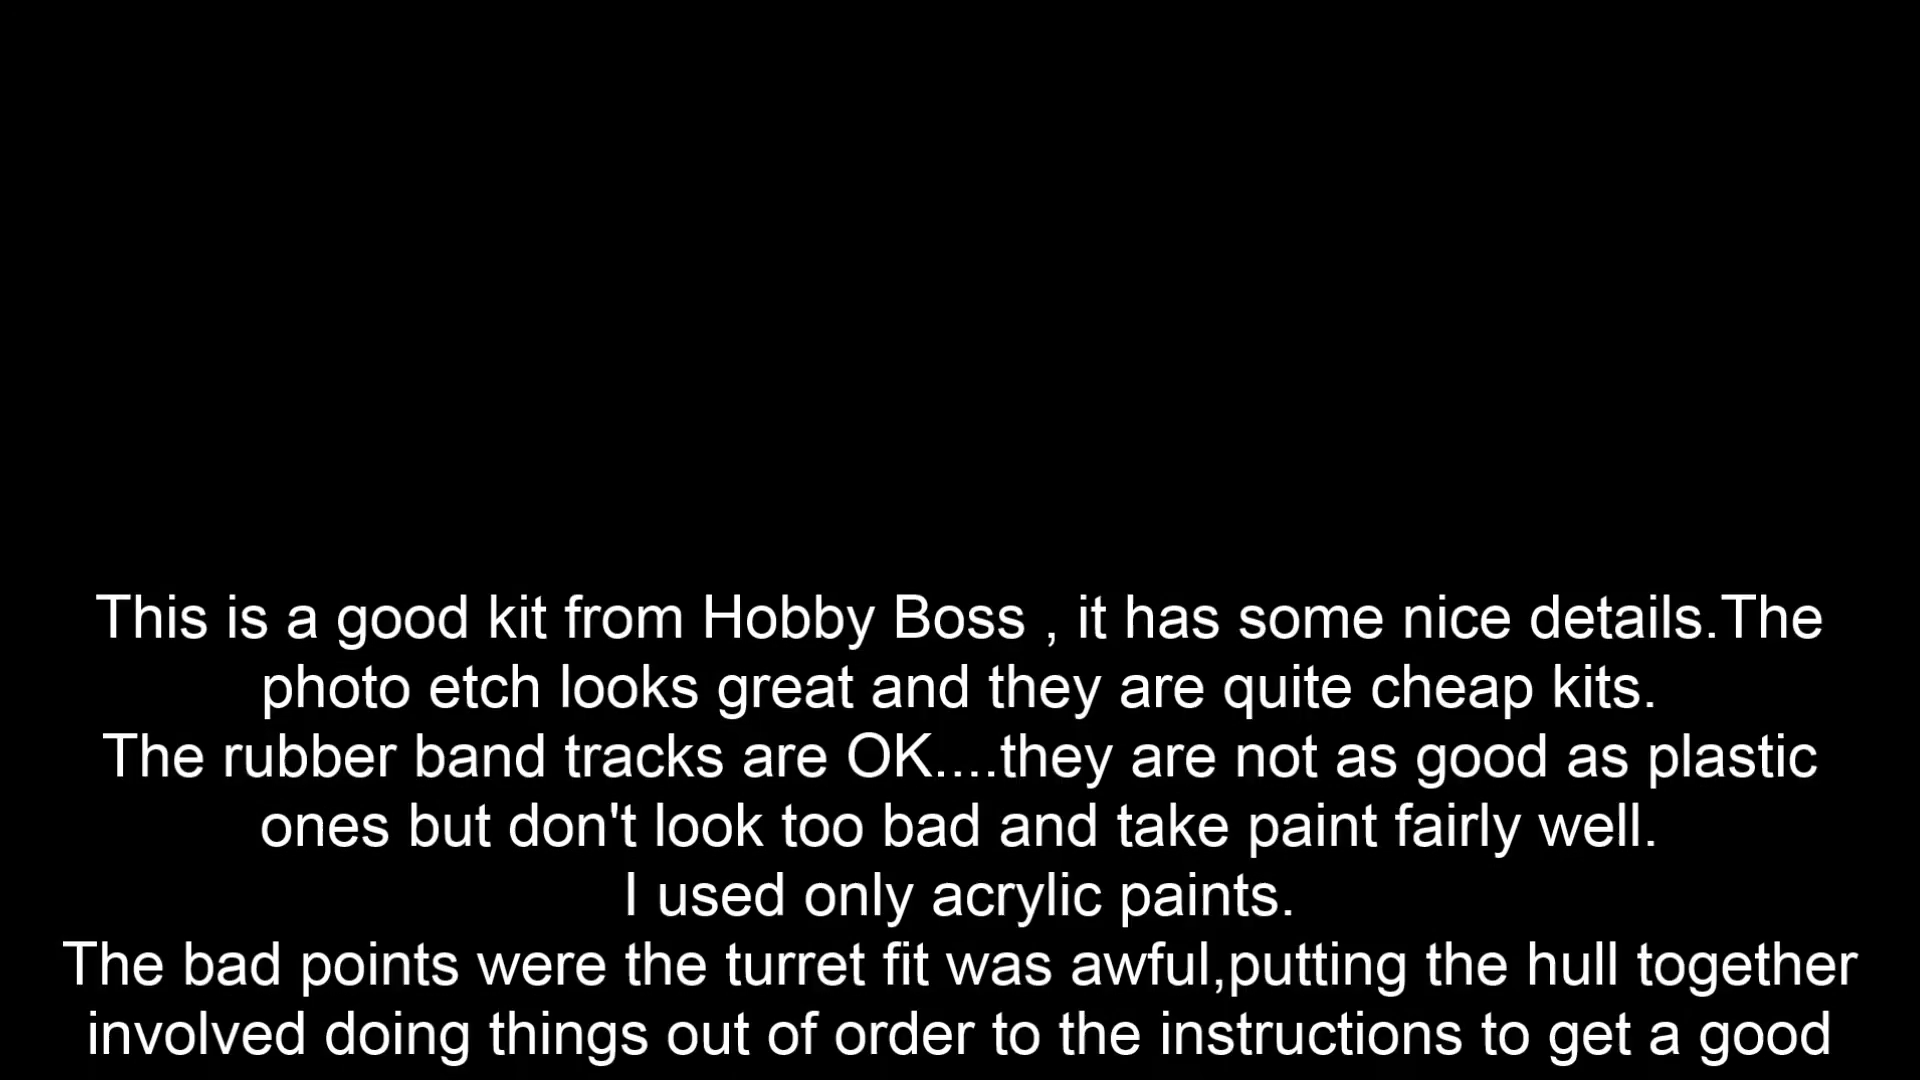 This is a good kit from Hobby Boss , it has some nice details.The
photo etch looks great and they are quite cheap kits.
The rubber band tracks are OK....they are not as good as plastic
ones but don't look too bad and take paint fairly well.
I used only acrylic paints.
The bad points were the turret fit was awful,putting the hull together
involved doing things out of order to the instructions to get a good